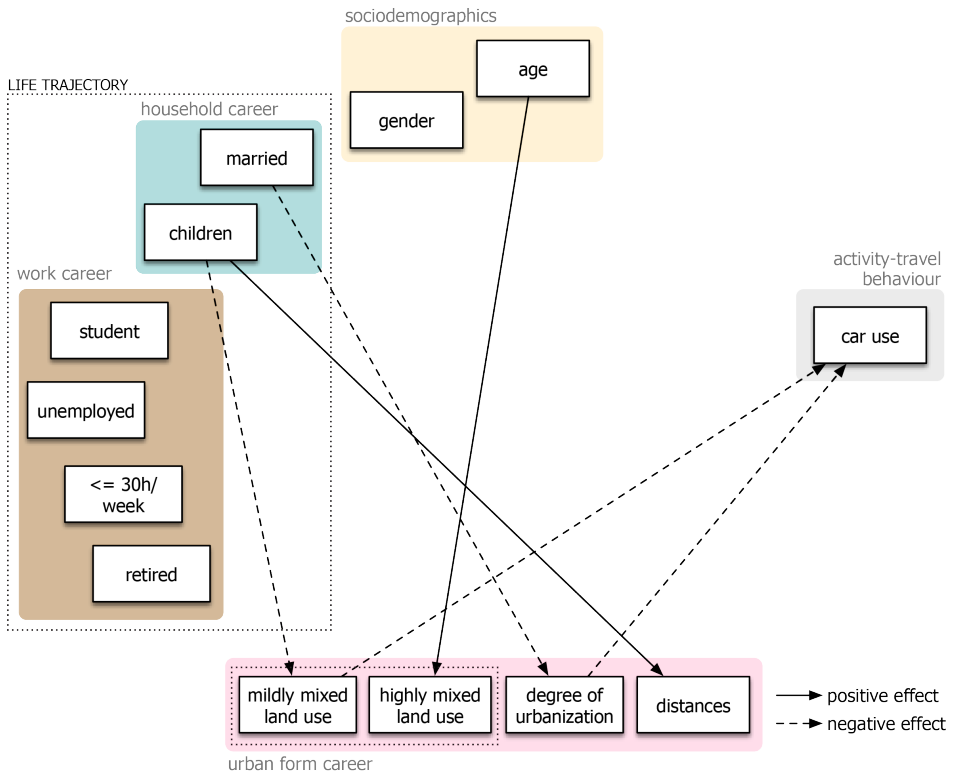 sociodemographics
age
gender
LIFE TRAJECTORY
household career
married
children
work career
student
unemployed
<= 30h/
week
retired
activity-travel
behaviour
car use
mildly mixed
land use
highly mixed
land use
degree of
urbanization
distances
urban form career
positive effect
negative effect